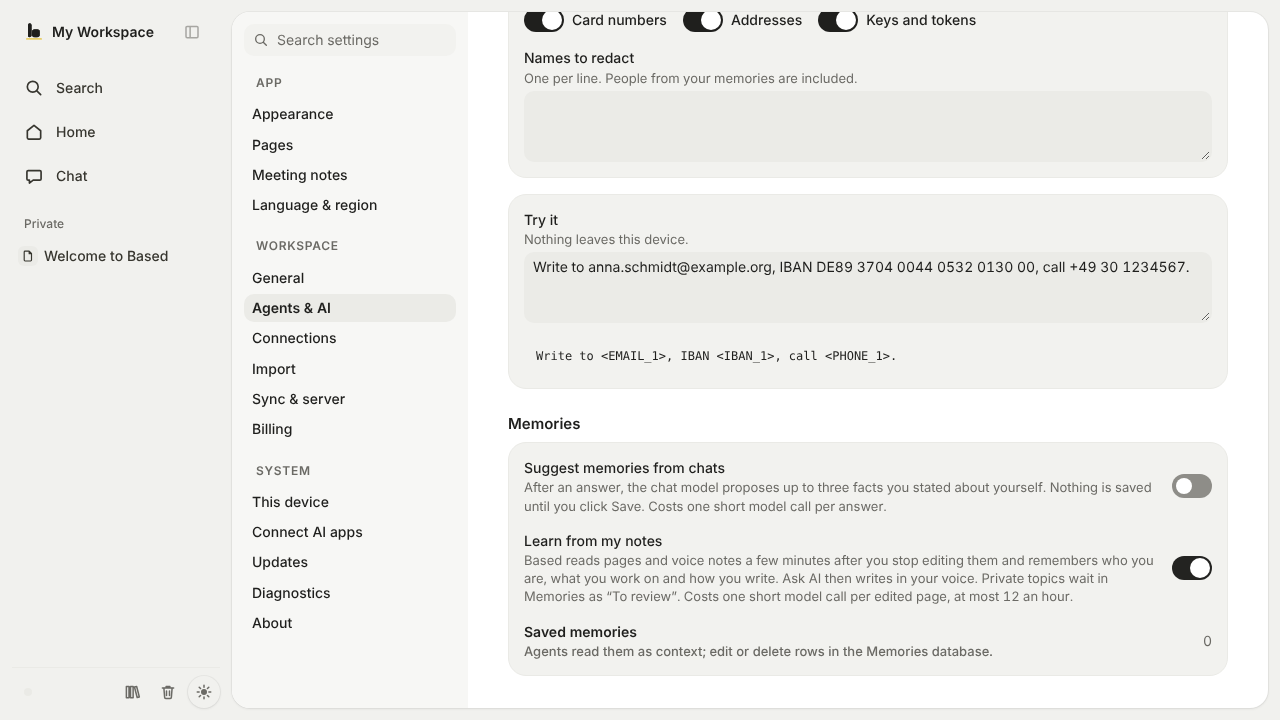 My Workspace
Search
Home
Chat
Private
Welcome to Based
Search settings
APP
Appearance
Pages
Meeting notes
Language & region
WORKSPACE
General
Agents & AI
Connections
Import
Sync & server
Billing
SYSTEM
This device
Connect AI apps
Updates
Diagnostics
About
Card numbers
Addresses
Keys and tokens
Names to redact
One per line. People from your memories are included.
Try it
Nothing leaves this device.
Write to anna.schmidt@example.org, IBAN DE89 3704 0044 0532 0130 00, call +49 30 1234567.
Write to <EMAIL_1>, IBAN <IBAN_1>, call <PHONE_1>.
Memories
Suggest memories from chats
After an answer, the chat model proposes up to three facts you stated about yourself. Nothing is saved
until you click Save. Costs one short model call per answer.
Learn from my notes
Based reads pages and voice notes a few minutes after you stop editing them and remembers who you
are, what you work on and how you write. Ask AI then writes in your voice. Private topics wait in
Memories as “To review”. Costs one short model call per edited page, at most 12 an hour.
Saved memories
0
Agents read them as context; edit or delete rows in the Memories database.